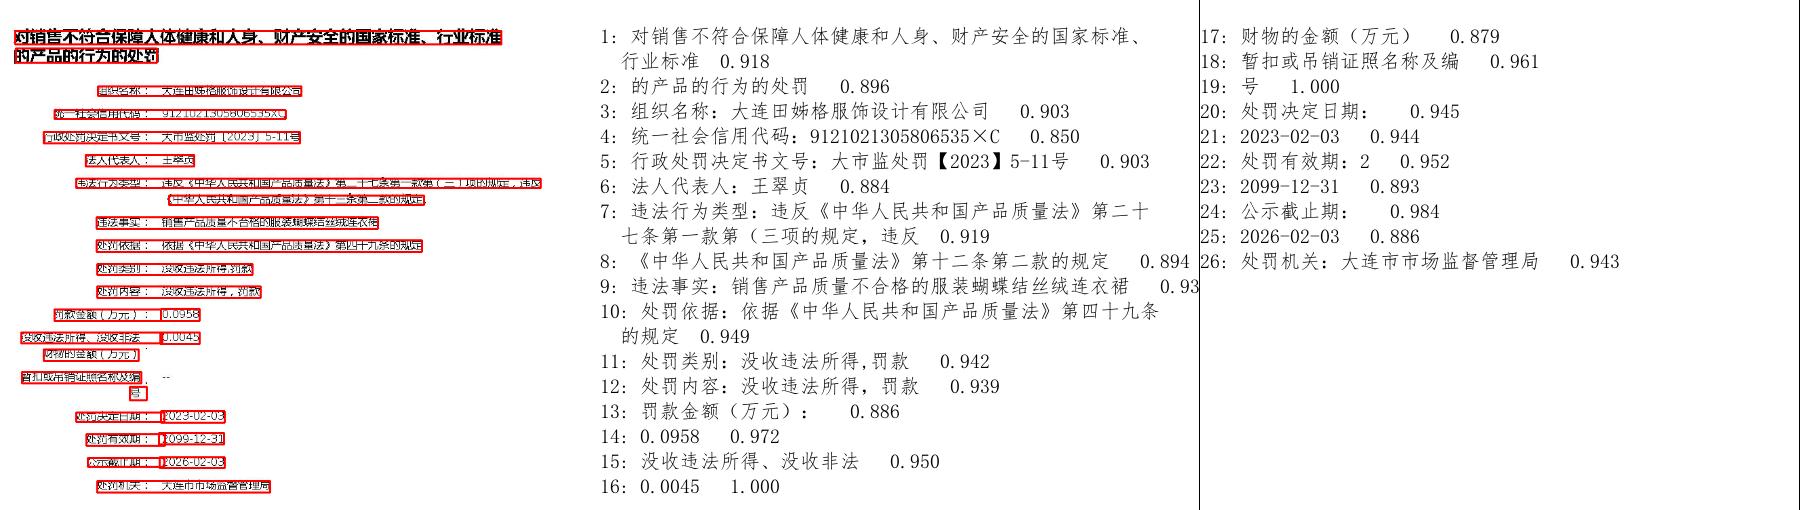 对销售不符合保障人体健康和人身、财产安全的国家标准、行业标准
的产品的行为的处罚
组织名称： 大连田姊格服饰设计有限公司
统一社会信用代码： 9121021305806535XC
行政处罚决定书文号： 大市监处罚〔2023〕5-11号
法人代表人： 王翠贞
违法行为类型： 违反《中华人民共和国产品质量法》第二十七条第一款第（三）项的规定，违反
《中华人民共和国产品质量法》第十三条第二款的规定
违法事实： 销售产品质量不合格的服装蝴蝶结丝绒连衣裙
处罚依据： 依据《中华人民共和国产品质量法》第四十九条的规定
处罚类别： 没收违法所得,罚款
处罚内容： 没收违法所得，罚款
罚款金额（万元）： 0.0958
没收违法所得、没收非法 0.0045
财物的金额（万元）
暂扣或吊销证照名称及编 --
号
处罚决定日期： 2023-02-03
处罚有效期： 2099-12-31
公示截止期： 2026-02-03
处罚机关： 大连市市场监督管理局
1: 对销售不符合保障人体健康和人身、财产安全的国家标准、
行业标准 0.918
2: 的产品的行为的处罚 0.896
3: 组织名称：大连田姊格服饰设计有限公司 0.903
4: 统一社会信用代码：9121021305806535×C 0.850
5: 行政处罚决定书文号：大市监处罚【2023】5-11号 0.903
6: 法人代表人：王翠贞 0.884
7: 违法行为类型：违反《中华人民共和国产品质量法》第二十
七条第一款第（三项的规定，违反 0.919
8: 《中华人民共和国产品质量法》第十二条第二款的规定 0.894
9: 违法事实：销售产品质量不合格的服装蝴蝶结丝绒连衣裙 0.93
10: 处罚依据：依据《中华人民共和国产品质量法》第四十九条
的规定 0.949
11: 处罚类别：没收违法所得,罚款 0.942
12: 处罚内容：没收违法所得，罚款 0.939
13: 罚款金额（万元）： 0.886
14: 0.0958 0.972
15: 没收违法所得、没收非法 0.950
16: 0.0045 1.000
17: 财物的金额（万元） 0.879
18: 暂扣或吊销证照名称及编 0.961
19: 号 1.000
20: 处罚决定日期： 0.945
21: 2023-02-03 0.944
22: 处罚有效期：2 0.952
23: 2099-12-31 0.893
24: 公示截止期： 0.984
25: 2026-02-03 0.886
26: 处罚机关：大连市市场监督管理局 0.943